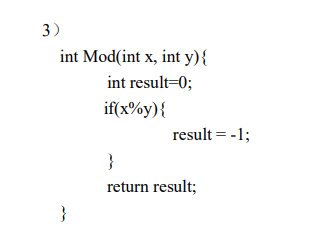 3）
int Mod(int x, int y){
int result=0;
if(x%y){
result = -1;
}
return result;
}